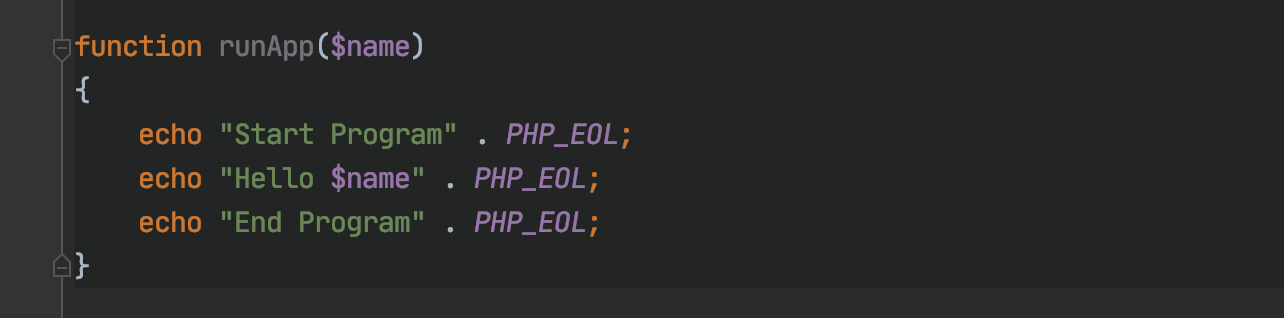 function runApp($name)
{
    echo "Start Program" . PHP_EOL;
    echo "Hello $name" . PHP_EOL;
    echo "End Program" . PHP_EOL;
}